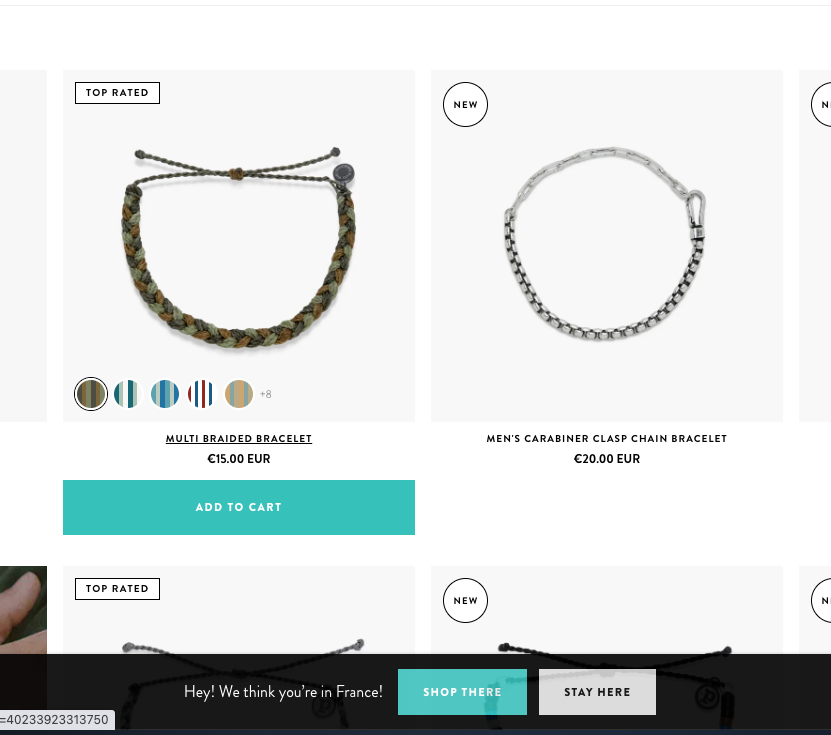 TOP RATED
NEW
+8
MULTI BRAIDED BRACELET
€15.00 EUR
MEN'S CARABINER CLASP CHAIN BRACELET
€20.00 EUR
ADD TO CART
TOP RATED
NEW
Hey! We think you're in France!
SHOP THERE
STAY HERE
=40233923313750